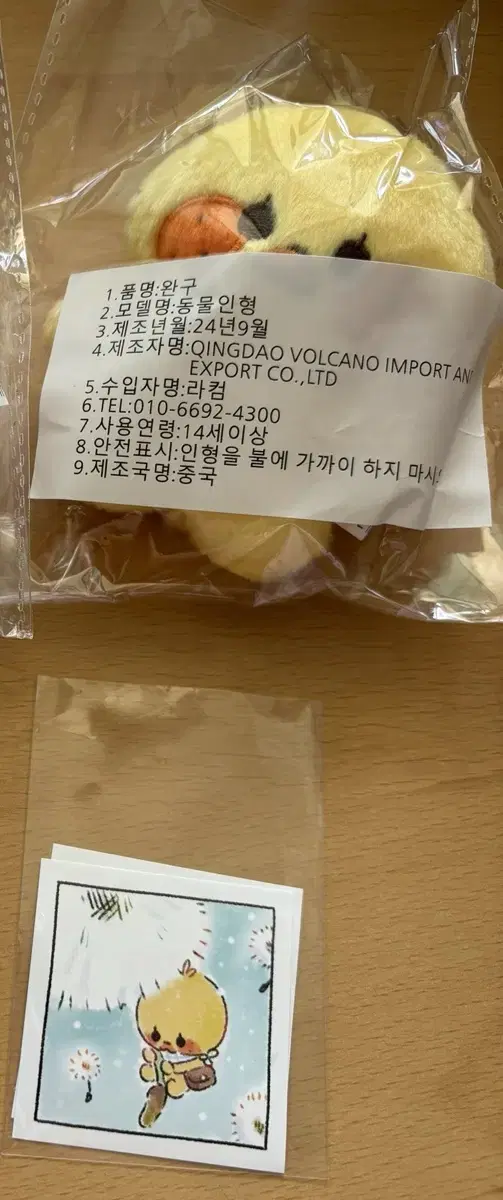 1.품명:완구
2.모델명:동물인형
3.제조년월:24년9월
4.제조자명:QINGDAO VOLCANO IMPORT
EXPORT CO.,LTD
5.수입자명:라컴
6.TEL:010-6692-4300
7.사용연령:14세이상
8.안전표시:인형을 불에 가까이 하지
9.제조국명:중국